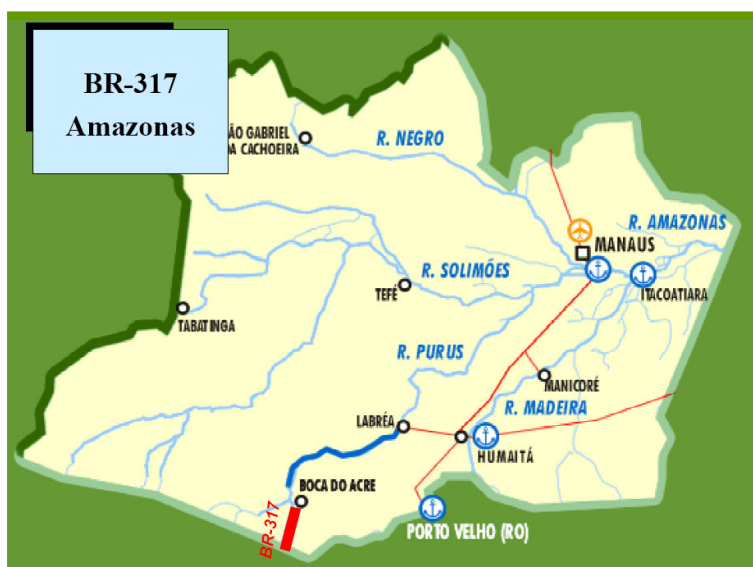 BR-317
Amazonas
ÃO GABRIEL
DA CACHOEIRA
R. NEGRO
R. AMAZONAS
MANAUS
R. SOLIMÕES
TEFÉ
ITACOATIARA
TABATINGA
R. PURUS
MANICORÉ
R. MADEIRA
LABRÉA
HUMAITÁ
BOCA DO ACRE
BR-317
PORTO VELHO (RO)